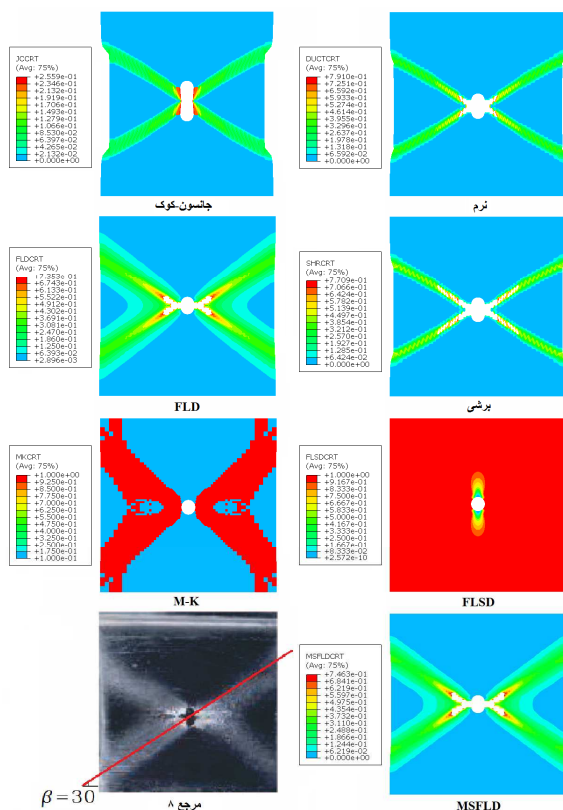 JCCRT
(Avg: 75%)
+2.559e-01
+2.346e-01
+2.132e-01
+1.919e-01
+1.706e-01
+1.493e-01
+1.279e-01
+1.066e-01
+8.530e-02
+6.397e-02
+4.265e-02
+2.132e-02
+0.000e+00
جانسون-کوک
DUCTCRT
(Avg: 75%)
+7.910e-01
+7.251e-01
+6.592e-01
+5.933e-01
+5.274e-01
+4.614e-01
+3.955e-01
+3.296e-01
+2.637e-01
+1.978e-01
+1.318e-01
+6.592e-02
+0.000e+00
نرم
FLDCRT
(Avg: 75%)
+7.353e-01
+6.743e-01
+6.133e-01
+5.522e-01
+4.912e-01
+4.302e-01
+3.691e-01
+3.081e-01
+2.470e-01
+1.860e-01
+1.250e-01
+6.393e-02
+2.896e-03
FLD
SHRCRT
(Avg: 75%)
+7.709e-01
+7.066e-01
+6.424e-01
+5.782e-01
+5.139e-01
+4.497e-01
+3.854e-01
+3.212e-01
+2.570e-01
+1.927e-01
+1.285e-01
+6.424e-02
+0.000e+00
برشی
MKCRT
(Avg: 75%)
+1.000e+00
+9.250e-01
+8.500e-01
+7.750e-01
+7.000e-01
+6.250e-01
+5.500e-01
+4.750e-01
+4.000e-01
+3.250e-01
+2.500e-01
+1.750e-01
+1.000e-01
M-K
FLSDCRT
(Avg: 75%)
+1.000e+00
+9.167e-01
+8.333e-01
+7.500e-01
+6.667e-01
+5.833e-01
+5.000e-01
+4.167e-01
+3.333e-01
+2.500e-01
+1.667e-01
+8.333e-02
+2.572e-10
FLSD
β=30
مرجع ۸
MSFLDCRT
(Avg: 75%)
+7.463e-01
+6.841e-01
+6.219e-01
+5.597e-01
+4.975e-01
+4.354e-01
+3.732e-01
+3.110e-01
+2.488e-01
+1.866e-01
+1.244e-01
+6.219e-02
+0.000e+00
MSFLD